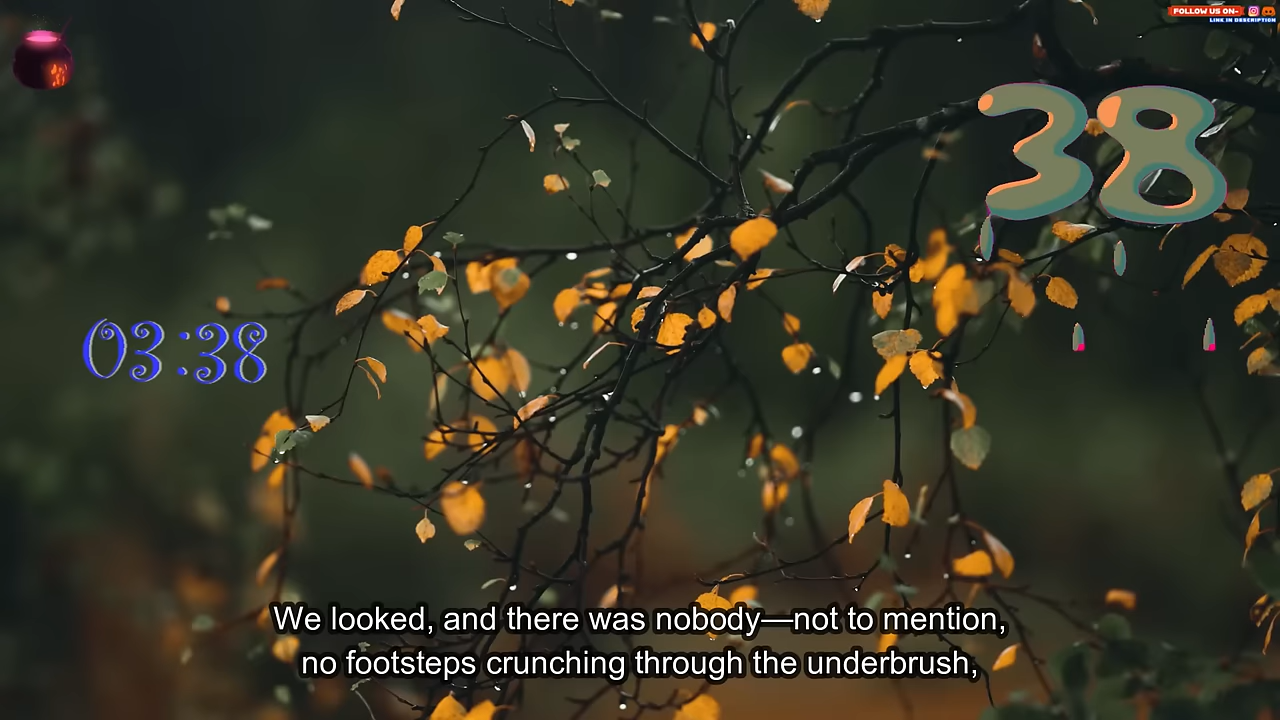 FOLLOW US ON-
LINK IN DESCRIPTION
38
03:38
We looked, and there was nobody—not to mention,
no footsteps crunching through the underbrush,